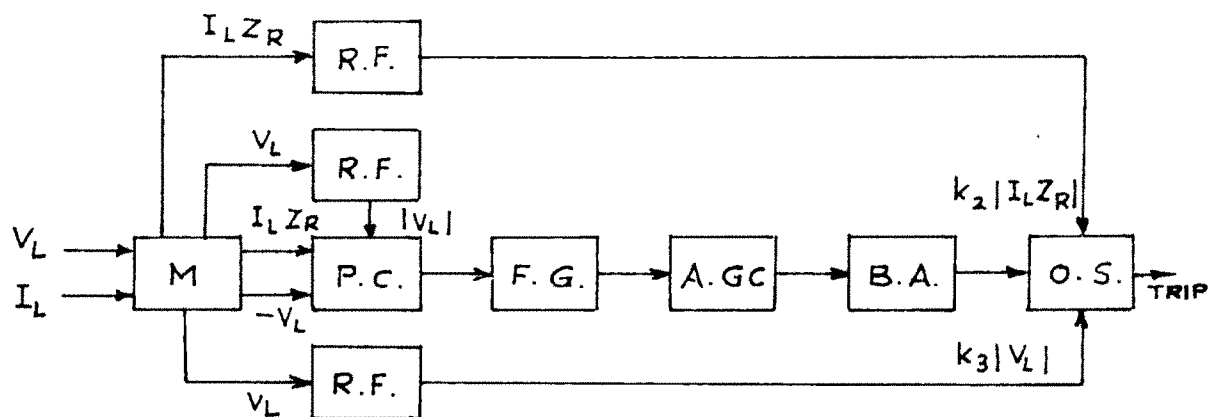 I_L Z_R
R.F.
V_L
R.F.
k_2|I_L Z_R|
I_L Z_R
|V_L|
V_L
I_L
M
P.C.
F.G.
A.GC
B.A.
O.S.
TRIP
-V_L
k_3|V_L|
R.F.
V_L